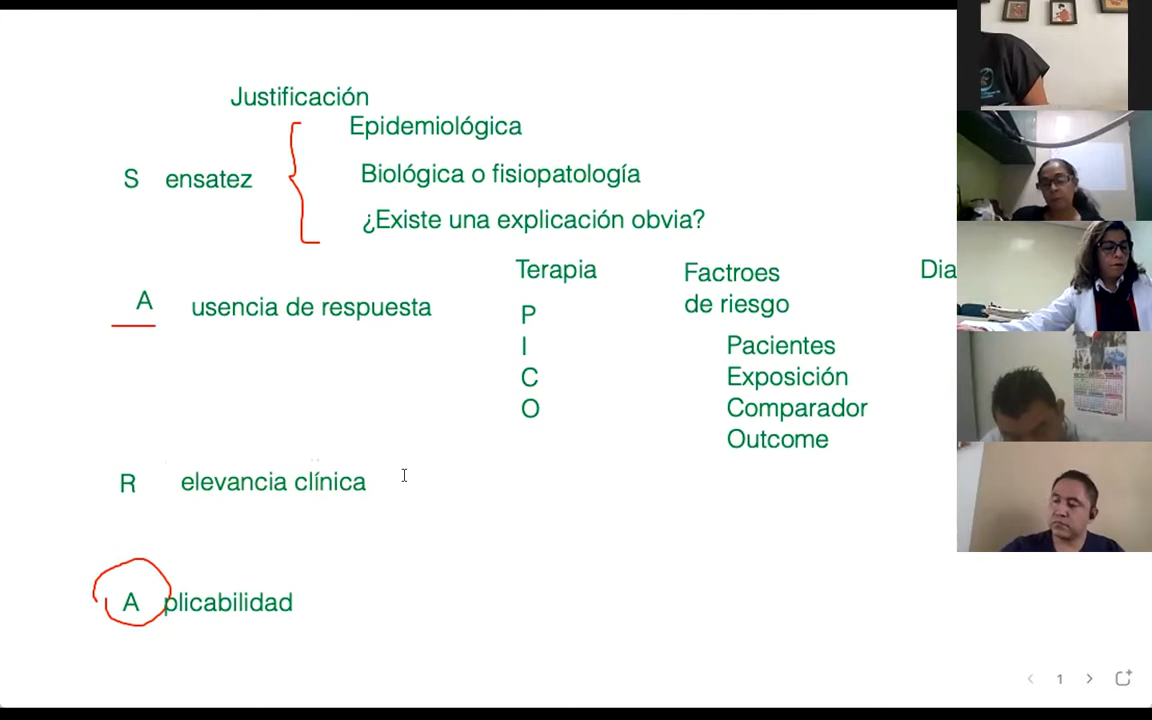 Justificación
Epidemiológica
Biológica o fisiopatología
S ensatez
¿Existe una explicación obvia?
Terapia
Factroes
de riesgo
Dia
A usencia de respuesta
P
I
C
O
Pacientes
Exposición
Comparador
Outcome
R elevancia clínica
A plicabilidad
1